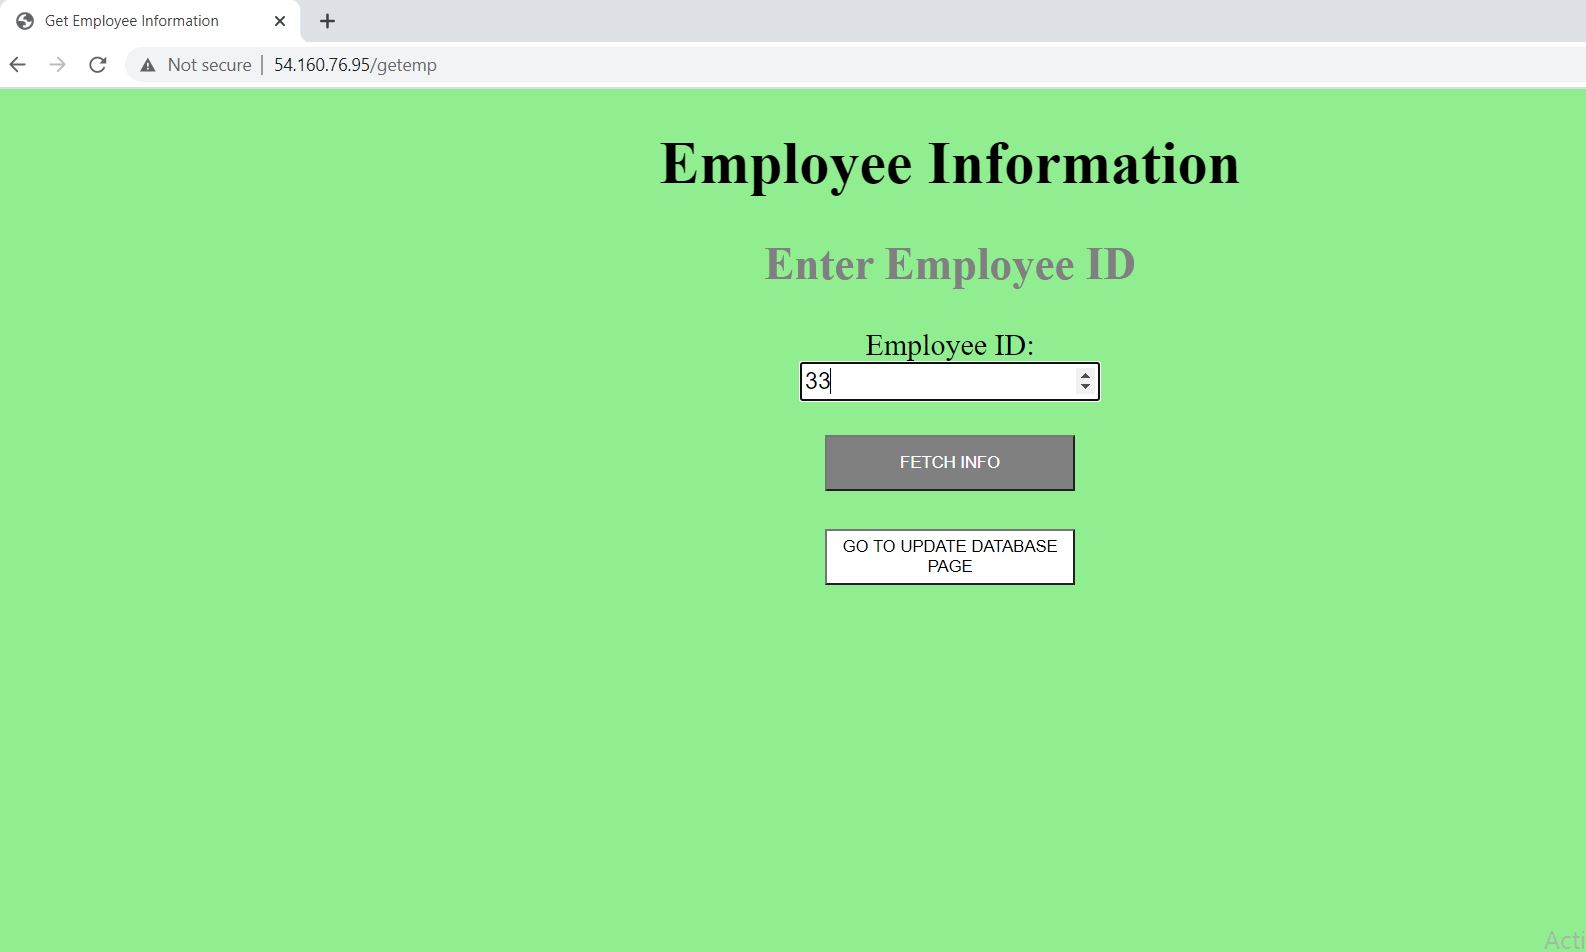 Get Employee Information
Not secure | 54.160.76.95/getemp
Employee Information
Enter Employee ID
Employee ID:
33
FETCH INFO
GO TO UPDATE DATABASE
PAGE
Acti